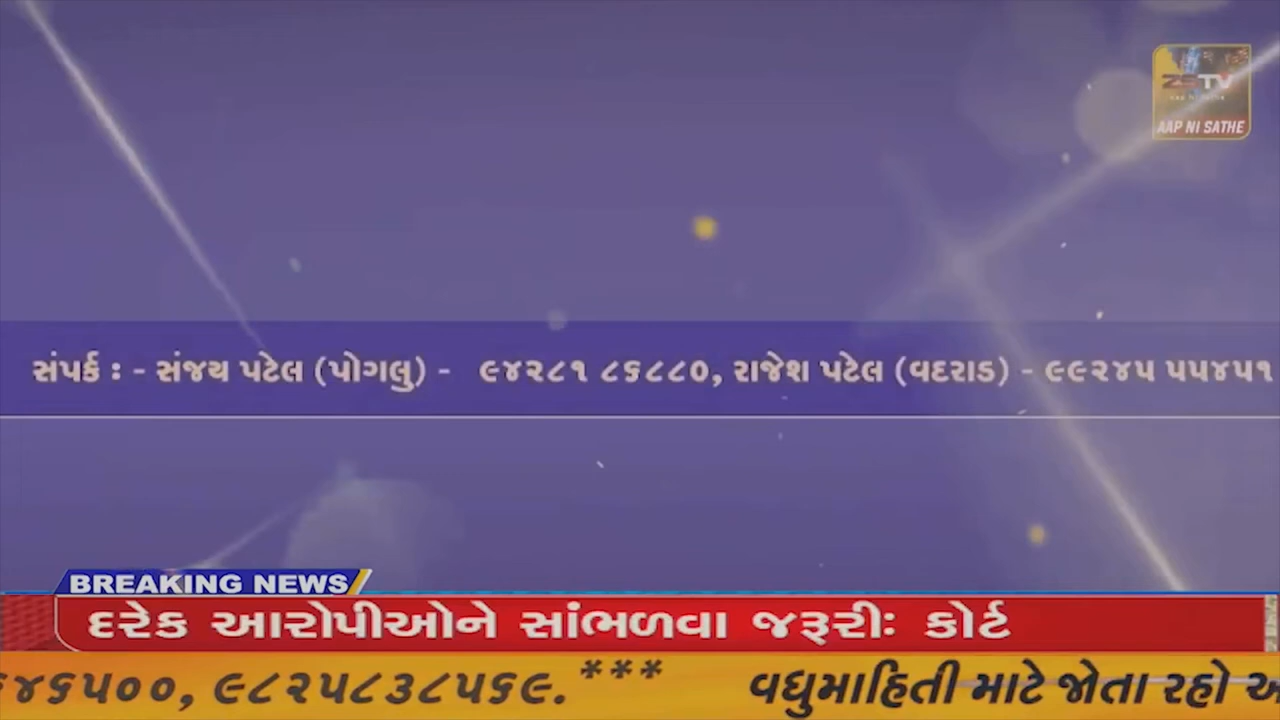 ZSTV
AAP NI SATHE
સંપર્ક : - સંજય પટેલ (પોગલુ) - ૯૪૨૮૧ ૮૬૮૮૦, રાજેશ પટેલ (વદરાડ) - ૯૯૨૪૫ ૫૫૪૫૧
BREAKING NEWS
દરેક આરોપીઓને સાંભળવા જરૂરીઃ કોર્ટ
૬૪૬૫૦૦, ૯૮૨૫૮૩૮૫૬૯.*** વધુમાહિતી માટે જોતા રહો